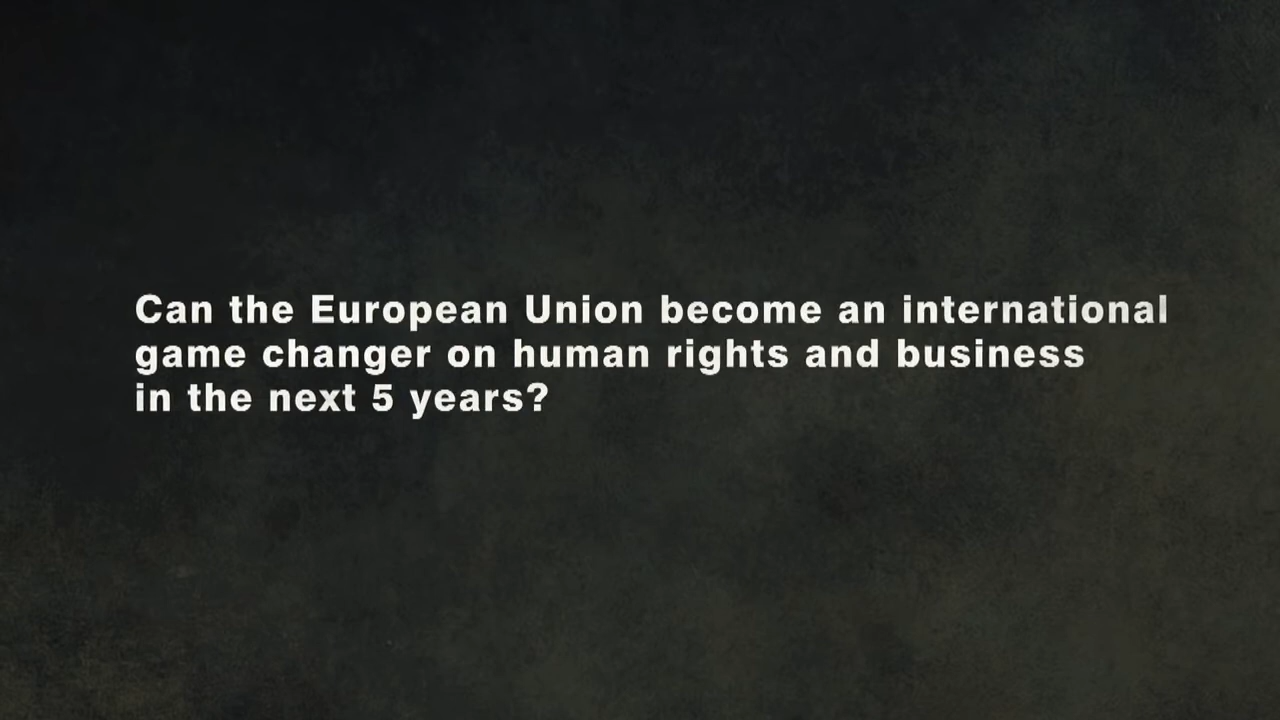 Can the European Union become an international
game changer on human rights and business
in the next 5 years?